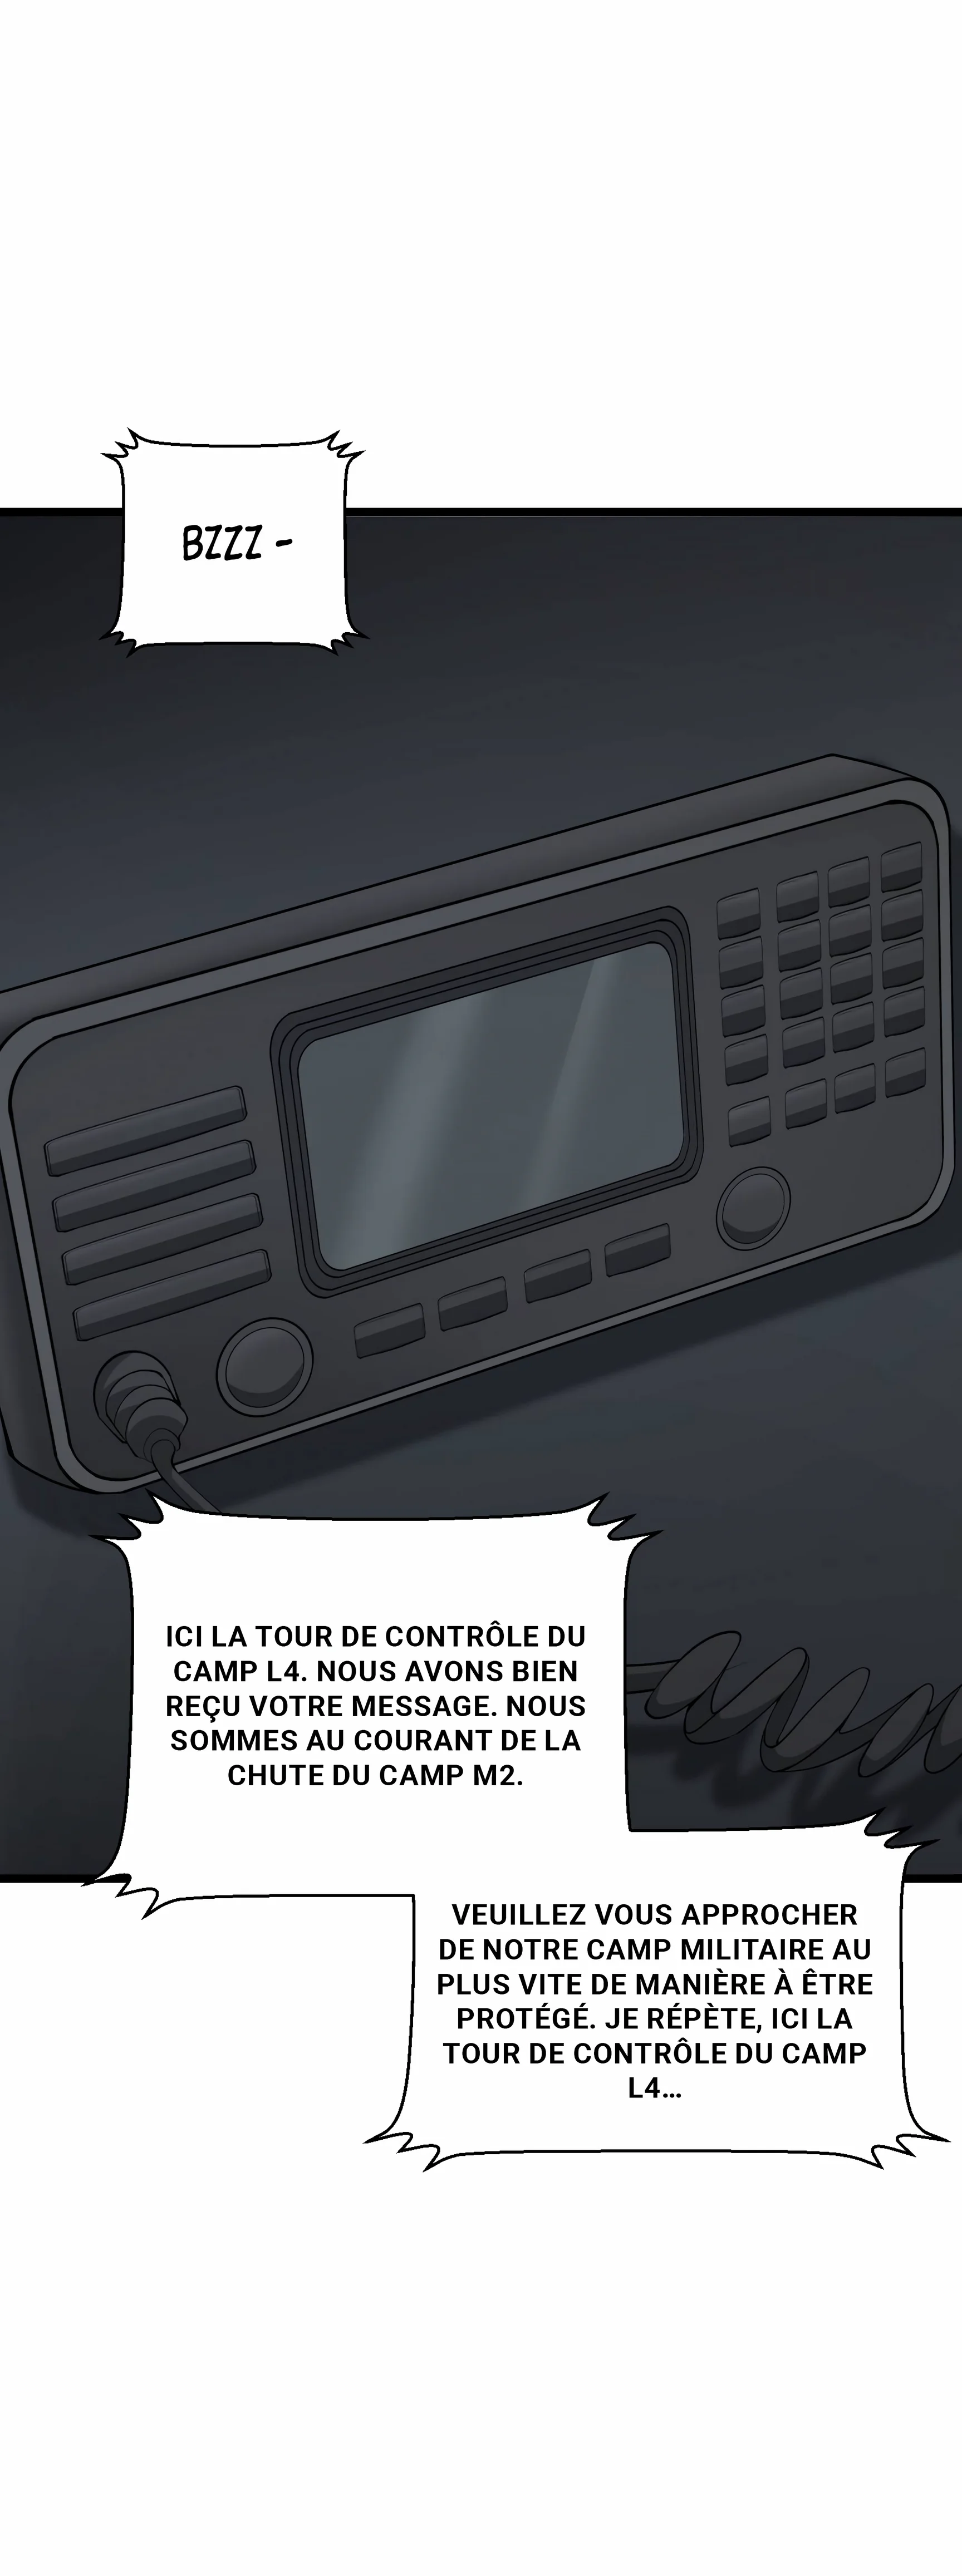 BZZZ -
ICI LA TOUR DE CONTRÔLE DU
CAMP L4. NOUS AVONS BIEN
REÇU VOTRE MESSAGE. NOUS
SOMMES AU COURANT DE LA
CHUTE DU CAMP M2.
VEUILLEZ VOUS APPROCHER
DE NOTRE CAMP MILITAIRE AU
PLUS VITE DE MANIÈRE À ÊTRE
PROTÉGÉ. JE RÉPÈTE, ICI LA
TOUR DE CONTRÔLE DU CAMP
L4...